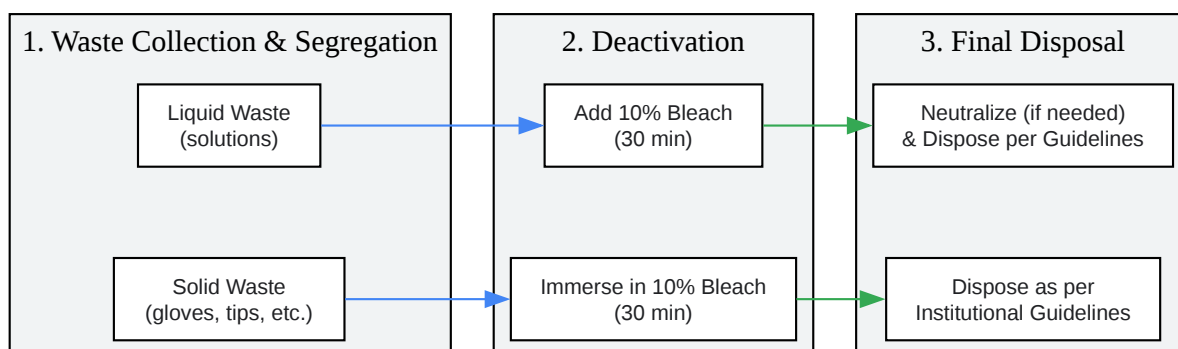 1. Waste Collection & Segregation
Liquid Waste
(solutions)
Solid Waste
(gloves, tips, etc.)
2. Deactivation
Add 10% Bleach
(30 min)
Immerse in 10% Bleach
(30 min)
3. Final Disposal
Neutralize (if needed)
& Dispose per Guidelines
Dispose as per
Institutional Guidelines